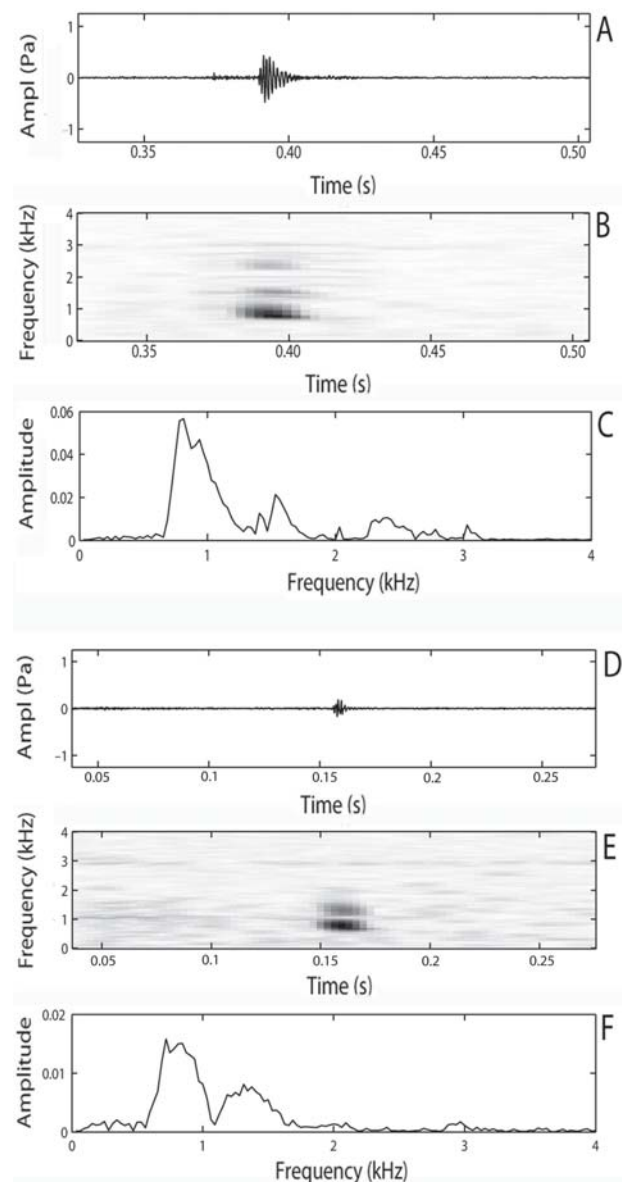 A
Ampl (Pa)
1
0
−1
0.35 0.40 0.45 0.50
Time (s)
B
Frequency (kHz)
4
3
2
1
0
0.35 0.40 0.45 0.50
Time (s)
C
Amplitude
0.06
0.04
0.02
0
0 1 2 3 4
Frequency (kHz)
D
Ampl (Pa)
1
0
−1
0.05 0.1 0.15 0.2 0.25
Time (s)
E
Frequency (kHz)
4
3
2
1
0
0.05 0.1 0.15 0.2 0.25
Time (s)
F
Amplitude
0.02
0.01
0
0 1 2 3 4
Frequency (kHz)